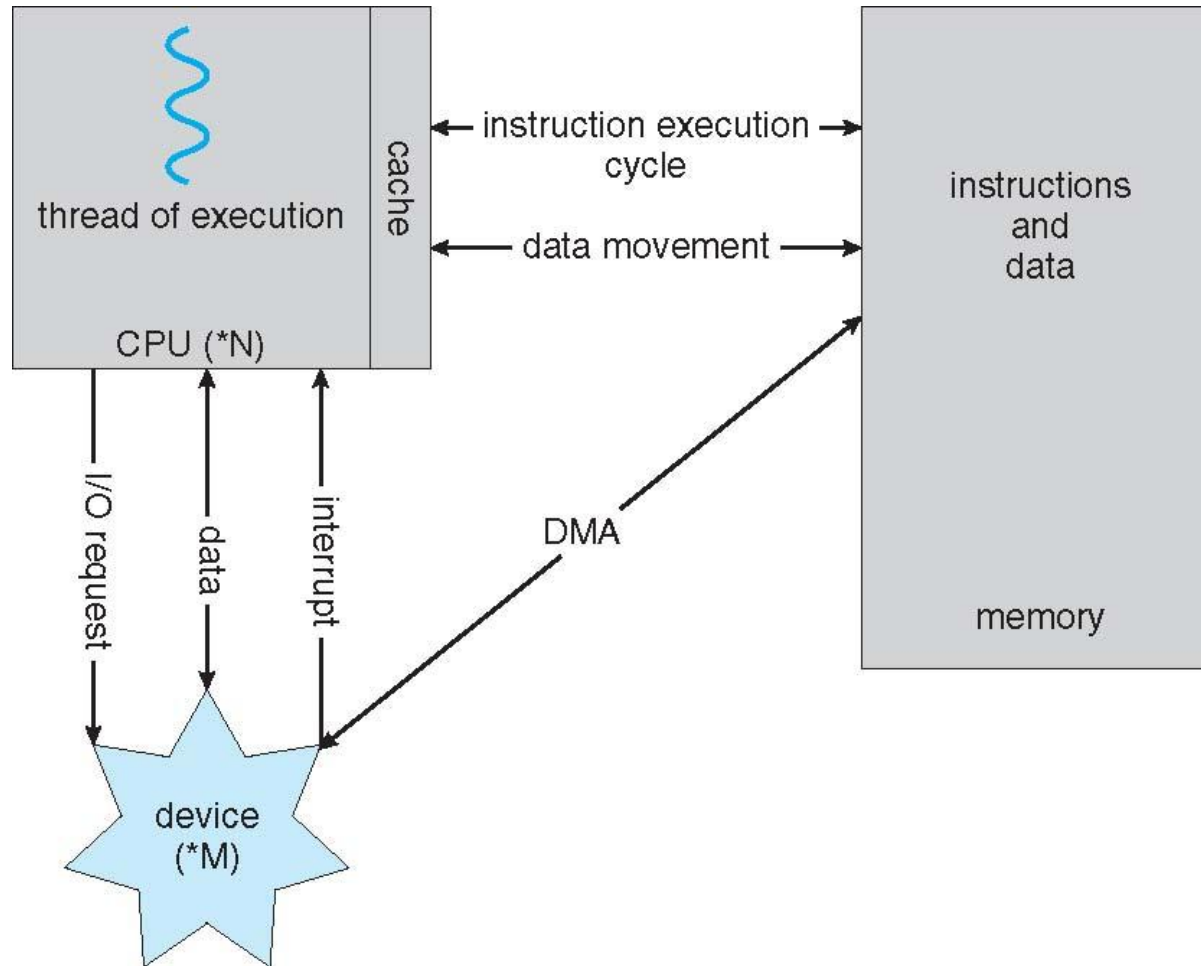 thread of execution
cache
CPU (*N)
instruction execution
cycle
data movement
instructions
and
data
I/O request
data
interrupt
DMA
memory
device
(*M)